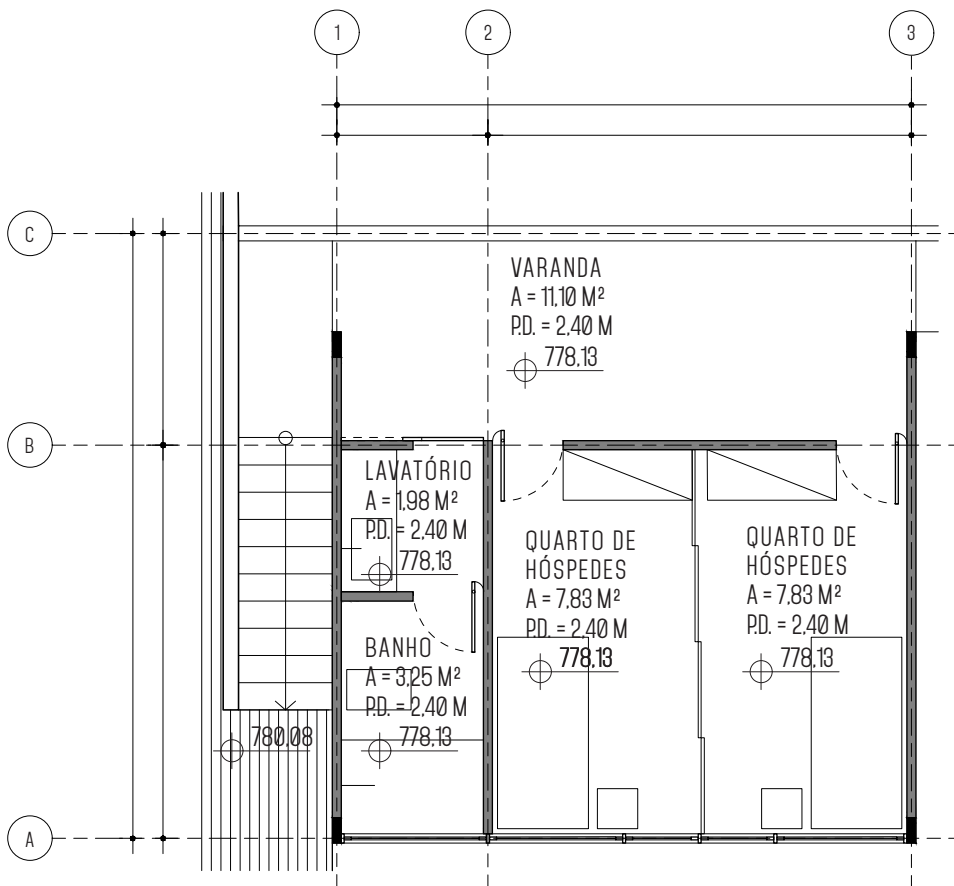 1
2
3
C
VARANDA
A = 11,10 M²
P.D. = 2,40 M
778,13
B
LAVATÓRIO
A = 1,98 M²
P.D. = 2,40 M
778,13
QUARTO DE
HÓSPEDES
A = 7,83 M²
P.D. = 2,40 M
778,13
QUARTO DE
HÓSPEDES
A = 7,83 M²
P.D. = 2,40 M
778,13
BANHO
A = 3,25 M²
P.D. = 2,40 M
778,13
780,08
A